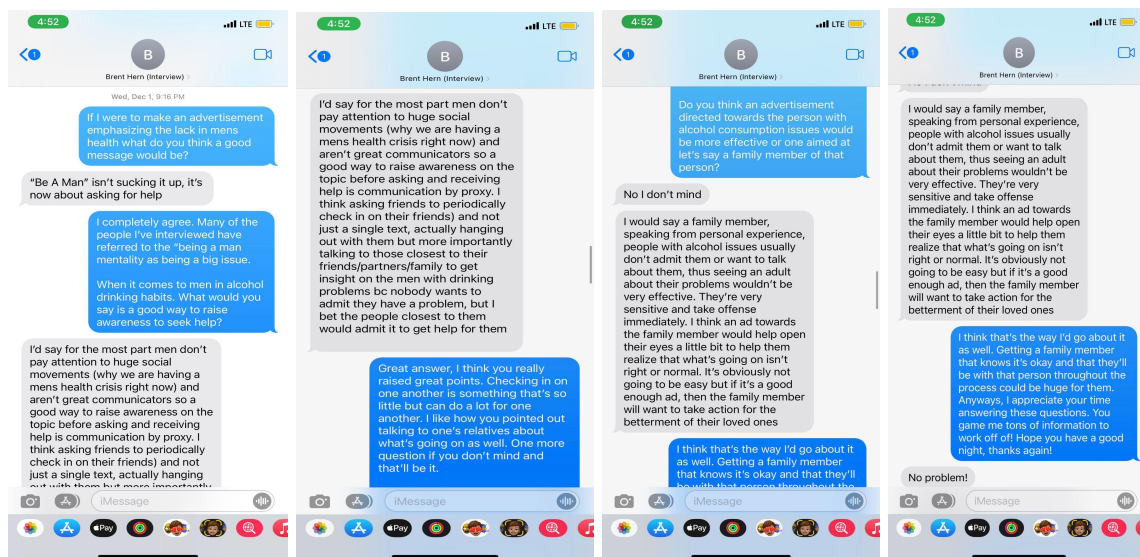 4:52
LTE
1
B
Brent Hern (Interview)
Wed, Dec 1, 9:16 PM
If I were to make an advertisement
emphasizing the lack in mens
health what do you think a good
message would be?
“Be A Man” isn’t sucking it up, it’s
now about asking for help
I completely agree. Many of the
people I’ve interviewed have
referred to the “being a man
mentality as being a big issue.
When it comes to men in alcohol
drinking habits. What would you
say is a good way to raise
awareness to seek help?
I’d say for the most part men don’t
pay attention to huge social
movements (why we are having a
mens health crisis right now) and
aren’t great communicators so a
good way to raise awareness on the
topic before asking and receiving
help is communication by proxy. I
think asking friends to periodically
check in on their friends) and not
just a single text, actually hanging
out with them but more importantly
iMessage
Pay
4:52
LTE
1
B
Brent Hern (Interview)
I’d say for the most part men don’t
pay attention to huge social
movements (why we are having a
mens health crisis right now) and
aren’t great communicators so a
good way to raise awareness on the
topic before asking and receiving
help is communication by proxy. I
think asking friends to periodically
check in on their friends) and not
just a single text, actually hanging
out with them but more importantly
talking to those closest to their
friends/partners/family to get
insight on the men with drinking
problems bc nobody wants to
admit they have a problem, but I
bet the people closest to them
would admit it to get help for them
Great answer, I think you really
raised great points. Checking in on
one another is something that’s so
little but can do a lot for one
another. I like how you pointed out
talking to one’s relatives about
what’s going on as well. One more
question if you don’t mind and
that’ll be it.
iMessage
Pay
4:52
LTE
1
B
Brent Hern (Interview)
Do you think an advertisement
directed towards the person with
alcohol consumption issues would
be more effective or one aimed at
let’s say a family member of that
person?
No I don’t mind
I would say a family member,
speaking from personal experience,
people with alcohol issues usually
don’t admit them or want to talk
about them, thus seeing an adult
about their problems wouldn’t be
very effective. They’re very
sensitive and take offense
immediately. I think an ad towards
the family member would help open
their eyes a little bit to help them
realize that what’s going on isn’t
right or normal. It’s obviously not
going to be easy but if it’s a good
enough ad, then the family member
will want to take action for the
betterment of their loved ones
I think that’s the way I’d go about it
as well. Getting a family member
that knows it’s okay and that they’ll
be with that person throughout the
iMessage
Pay
4:52
LTE
1
B
Brent Hern (Interview)
I would say a family member,
speaking from personal experience,
people with alcohol issues usually
don’t admit them or want to talk
about them, thus seeing an adult
about their problems wouldn’t be
very effective. They’re very
sensitive and take offense
immediately. I think an ad towards
the family member would help open
their eyes a little bit to help them
realize that what’s going on isn’t
right or normal. It’s obviously not
going to be easy but if it’s a good
enough ad, then the family member
will want to take action for the
betterment of their loved ones
I think that’s the way I’d go about it
as well. Getting a family member
that knows it’s okay and that they’ll
be with that person throughout the
process could be huge for them.
Anyways, I appreciate your time
answering these questions. You
game me tons of information to
work off of! Hope you have a good
night, thanks again!
No problem!
iMessage
Pay